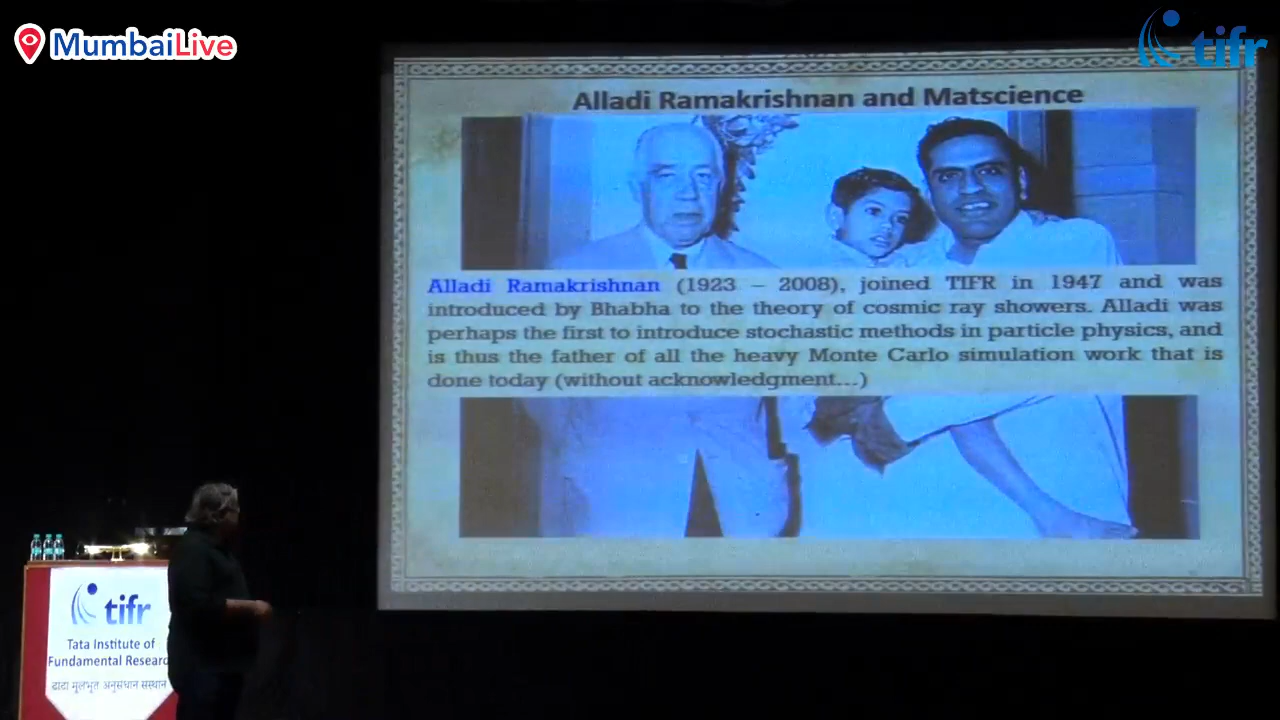 MumbaiLive
tifr
Alladi Ramakrishnan and Matscience
Alladi Ramakrishnan (1923 – 2008), joined TIFR in 1947 and was
introduced by Bhabha to the theory of cosmic ray showers. Alladi was
perhaps the first to introduce stochastic methods in particle physics, and
is thus the father of all the heavy Monte Carlo simulation work that is
done today (without acknowledgment...)
tifr
Tata Institute of
Fundamental Researc
टाटा मूलभूत अनुसंधान संस्थान